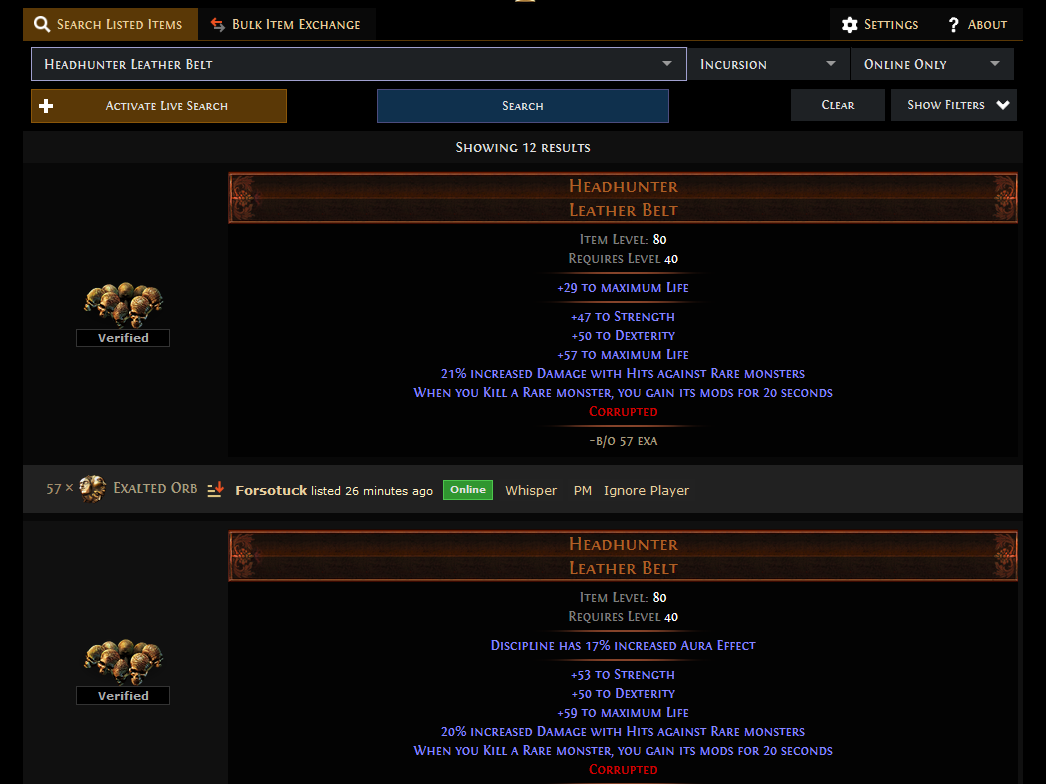 Search Listed Items
Bulk Item Exchange
Settings
? About
Headhunter Leather Belt
Incursion
Online Only
Activate Live Search
Search
Clear
Show Filters
Showing 12 results
Headhunter
Leather Belt
Item Level: 80
Requires Level 40
+29 to maximum Life
+47 to Strength
+50 to Dexterity
+57 to maximum Life
21% increased Damage with Hits against Rare monsters
When you Kill a Rare monster, you gain its mods for 20 seconds
Corrupted
~b/o 57 exa
Verified
57 × Exalted Orb
Forsotuck listed 26 minutes ago
Online
Whisper
PM
Ignore Player
Headhunter
Leather Belt
Item Level: 80
Requires Level 40
Discipline has 17% increased Aura Effect
+53 to Strength
+50 to Dexterity
+59 to maximum Life
20% increased Damage with Hits against Rare monsters
When you Kill a Rare monster, you gain its mods for 20 seconds
Corrupted
Verified